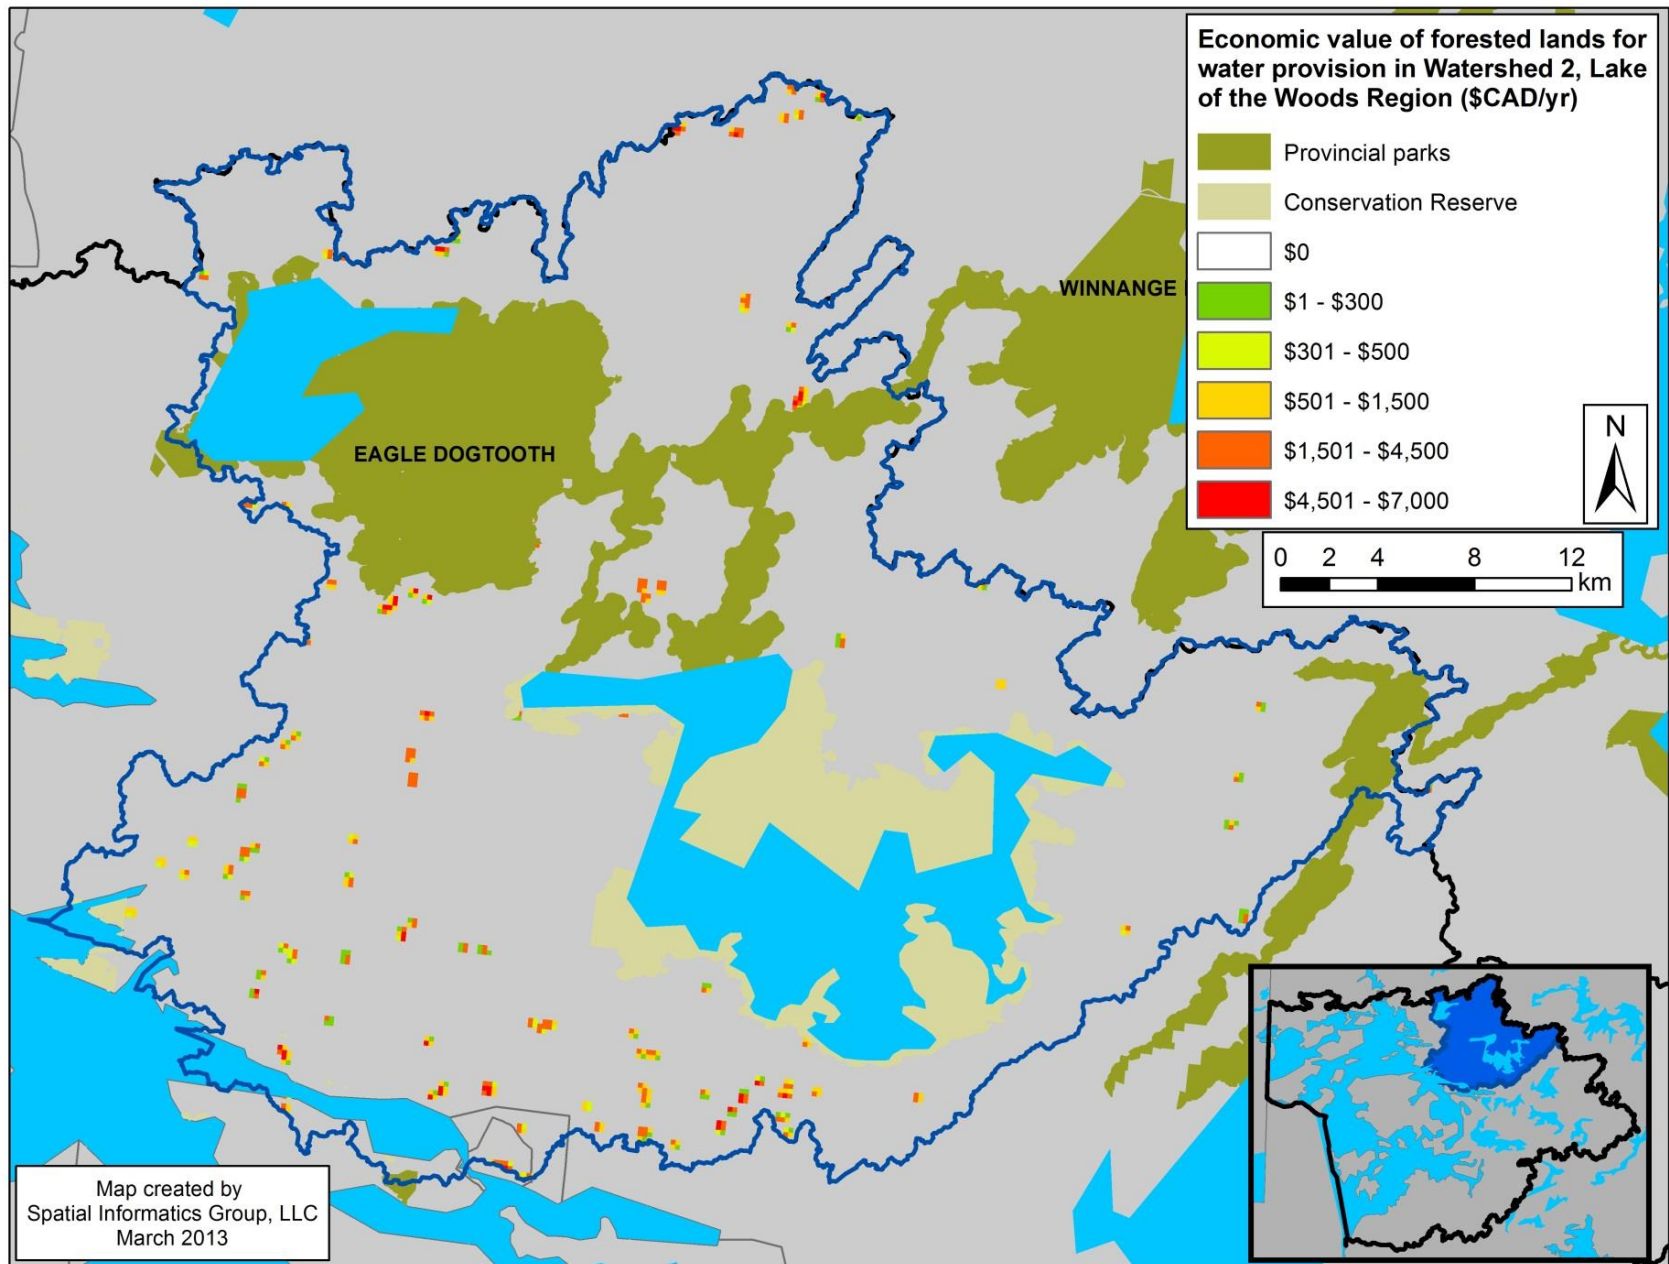 Economic value of forested lands for
water provision in Watershed 2, Lake
of the Woods Region ($CAD/yr)
Provincial parks
Conservation Reserve
$0
$1 - $300
$301 - $500
$501 - $1,500
$1,501 - $4,500
$4,501 - $7,000
N
0 2 4 8 12
km
WINNANGE
EAGLE DOGTOOTH
Map created by
Spatial Informatics Group, LLC
March 2013